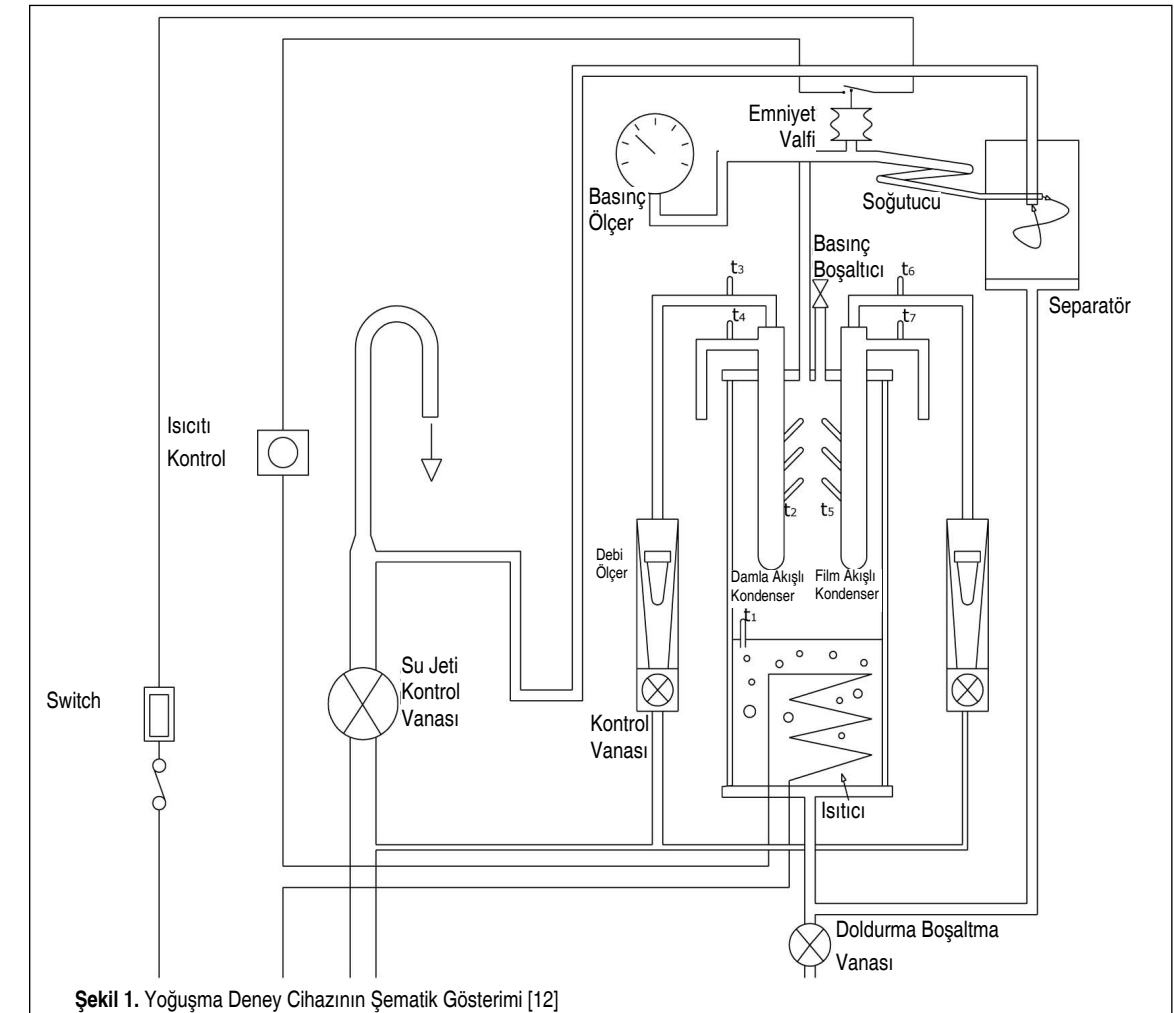 Emniyet
Valfi
Basınç
Ölçer
Soğutucu
Basınç
Boşaltıcı
Separatör
t3
t4
t6
t7
Isıcıtı
Kontrol
t2
t5
Debi
Ölçer
Damla Akışlı
Kondenser
Film Akışlı
Kondenser
t1
Su Jeti
Kontrol
Vanası
Switch
Kontrol
Vanası
Isıtıcı
Doldurma Boşaltma
Vanası
Şekil 1. Yoğuşma Deney Cihazının Şematik Gösterimi [12]